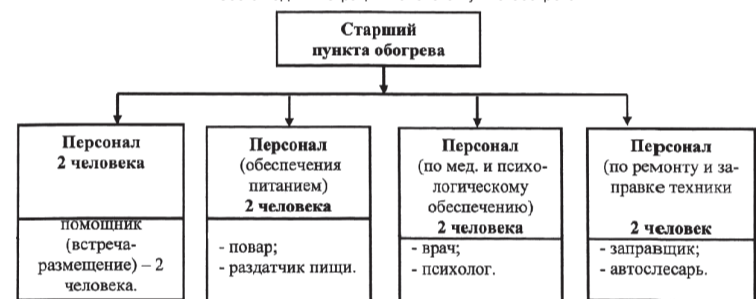 Старший
пункта обогрева
Персонал
2 человека
помощник
(встреча-
размещение) – 2
человека.
Персонал
(обеспечения
питанием)
2 человека
- повар;
- раздатчик пищи.
Персонал
(по мед. и психо-
логическому
обеспечению)
2 человека
- врач;
- психолог.
Персонал
(по ремонту и за-
правке техники
2 человек
- заправщик;
- автослесарь.